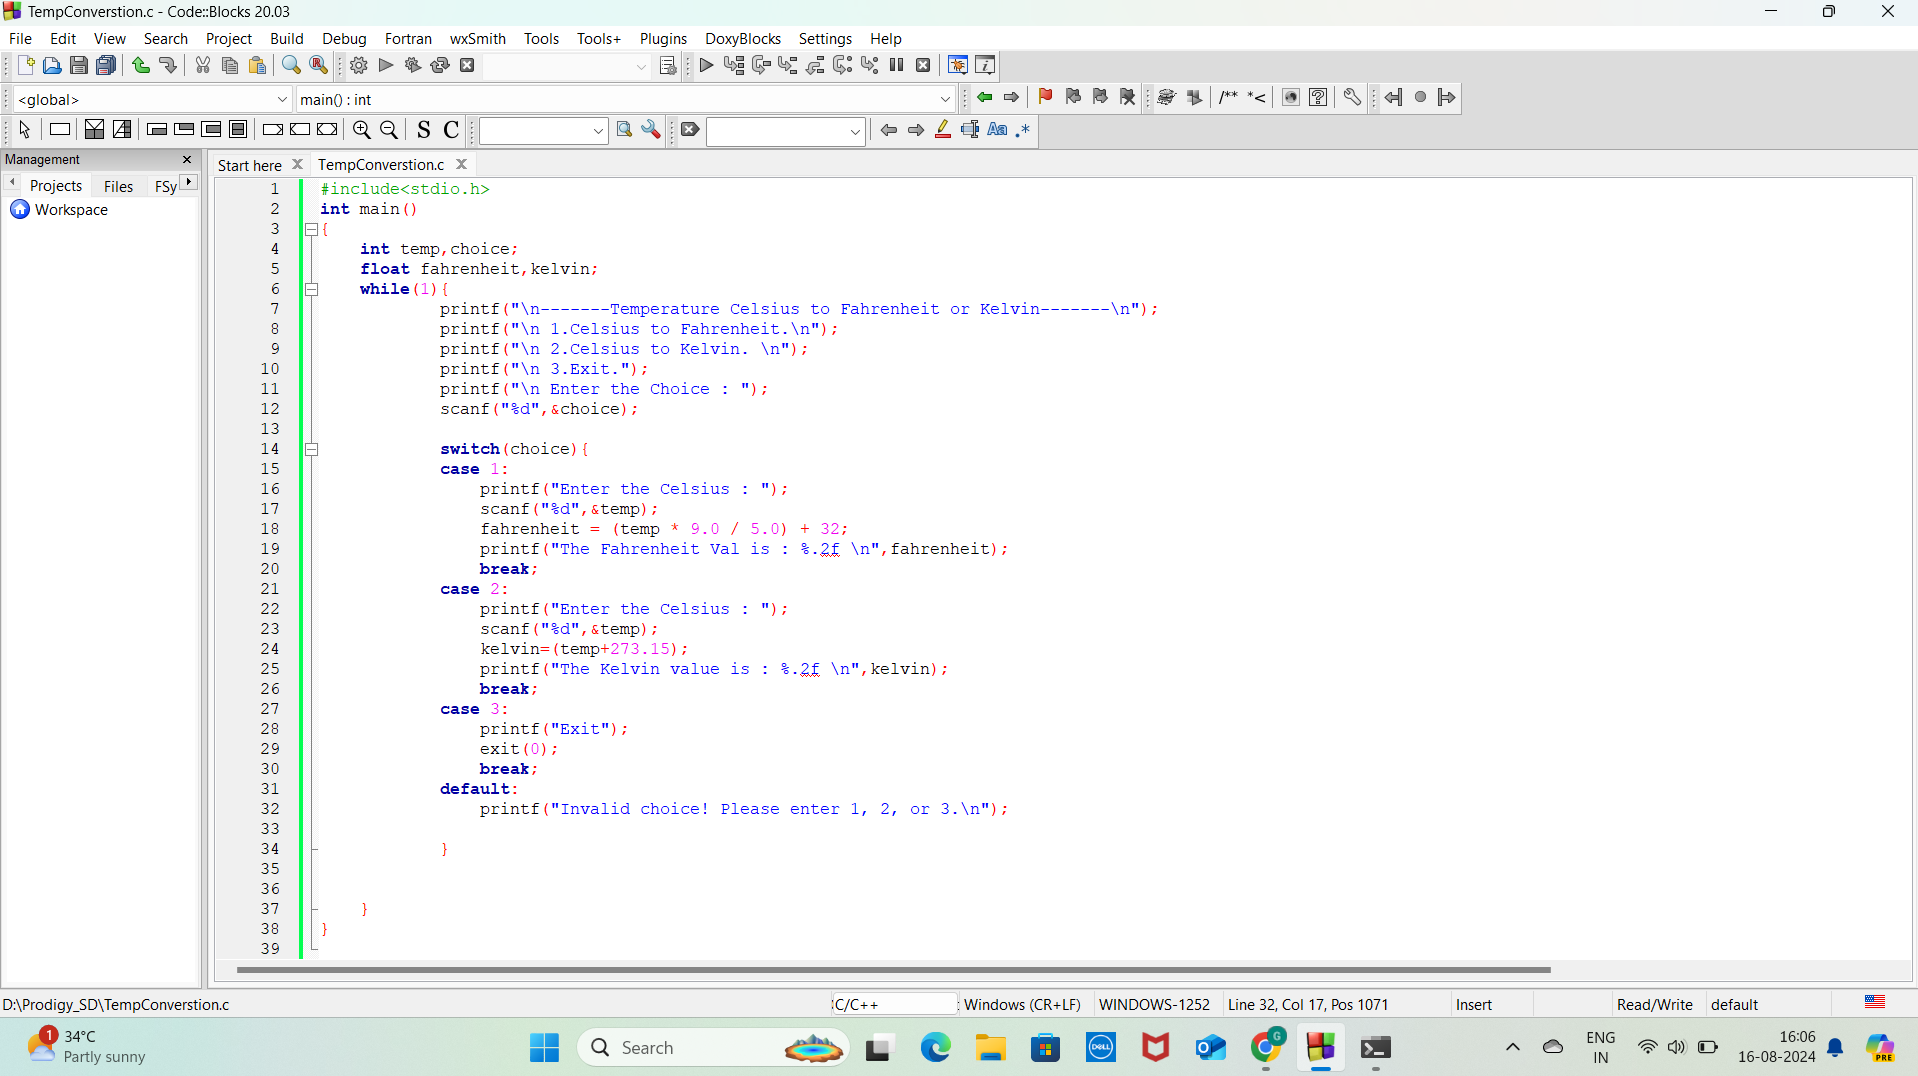 TempConverstion.c - Code::Blocks 20.03
File Edit View Search Project Build Debug Fortran wxSmith Tools Tools+ Plugins DoxyBlocks Settings Help
<global> main() : int /** *<
S C Aa .*
Management
Start here TempConverstion.c
Projects Files FSy
Workspace
1 #include<stdio.h>
2 int main()
3 {
4     int temp,choice;
5     float fahrenheit,kelvin;
6     while(1){
7             printf("\n-------Temperature Celsius to Fahrenheit or Kelvin-------\n");
8             printf("\n 1.Celsius to Fahrenheit.\n");
9             printf("\n 2.Celsius to Kelvin. \n");
10             printf("\n 3.Exit.");
11             printf("\n Enter the Choice : ");
12             scanf("%d",&choice);
13
14             switch(choice){
15             case 1:
16                 printf("Enter the Celsius : ");
17                 scanf("%d",&temp);
18                 fahrenheit = (temp * 9.0 / 5.0) + 32;
19                 printf("The Fahrenheit Val is : %.2f \n",fahrenheit);
20                 break;
21             case 2:
22                 printf("Enter the Celsius : ");
23                 scanf("%d",&temp);
24                 kelvin=(temp+273.15);
25                 printf("The Kelvin value is : %.2f \n",kelvin);
26                 break;
27             case 3:
28                 printf("Exit");
29                 exit(0);
30                 break;
31             default:
32                 printf("Invalid choice! Please enter 1, 2, or 3.\n");
33
34             }
35
36
37     }
38 }
39
D:\Prodigy_SD\TempConverstion.c C/C++ Windows (CR+LF) WINDOWS-1252 Line 32, Col 17, Pos 1071 Insert Read/Write default
1 34°C
Partly sunny
Search
DELL
G
PRE
ENG
IN
16:06
16-08-2024